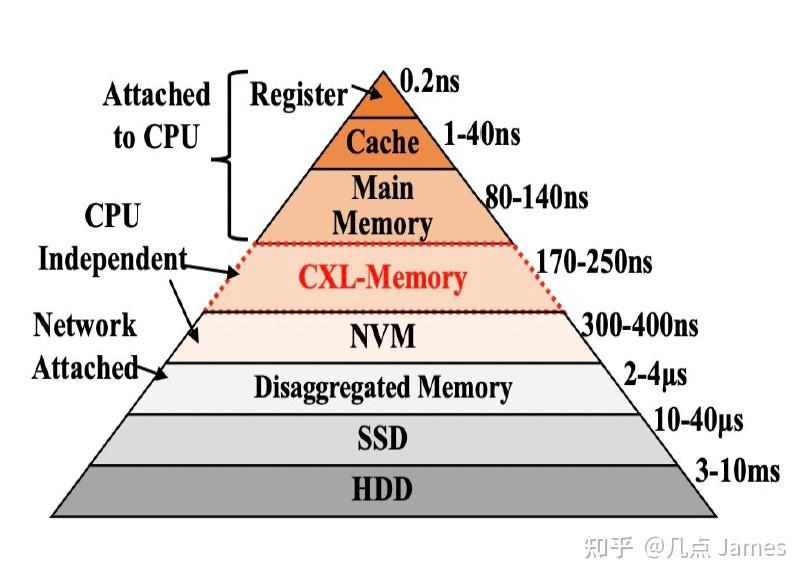 Register
0.2ns
Attached
to CPU
Cache
1-40ns
Main
Memory
80-140ns
CPU
Independent
CXL-Memory
170-250ns
Network
Attached
NVM
300-400ns
Disaggregated Memory
2-4μs
SSD
10-40μs
HDD
3-10ms
知乎 @几点 James